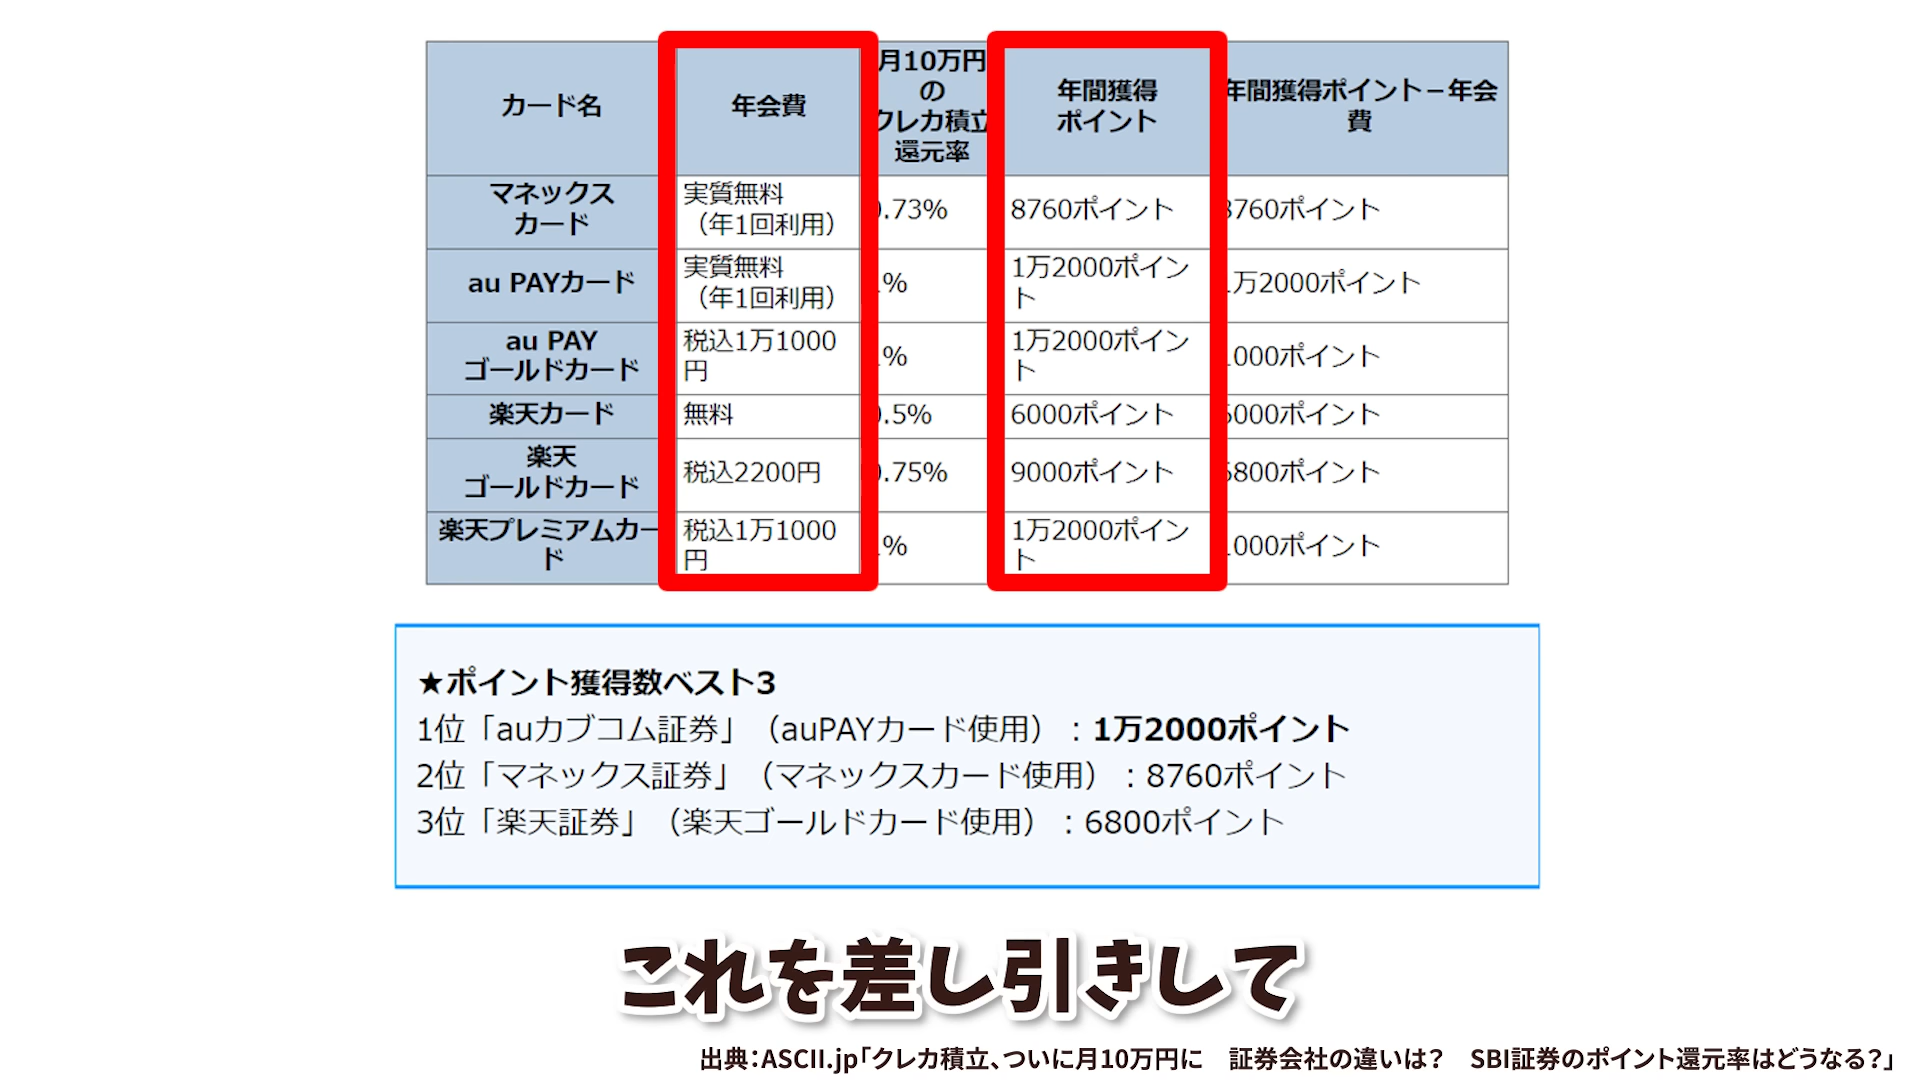 カード名
年会費
月10万円
の
クレカ積立
還元率
年間獲得
ポイント
年間獲得ポイント－年会
費
マネックス
カード
実質無料
（年1回利用）
.73%
8760ポイント
8760ポイント
au PAYカード
実質無料
（年1回利用）
1%
1万2000ポイン
ト
1万2000ポイント
au PAY
ゴールドカード
税込1万1000
円
1%
1万2000ポイン
ト
1000ポイント
楽天カード
無料
.5%
6000ポイント
6000ポイント
楽天
ゴールドカード
税込2200円
.75%
9000ポイント
6800ポイント
楽天プレミアムカー
ド
税込1万1000
円
1%
1万2000ポイン
ト
1000ポイント
★ポイント獲得数ベスト3
1位「auカブコム証券」（auPAYカード使用）：1万2000ポイント
2位「マネックス証券」（マネックスカード使用）：8760ポイント
3位「楽天証券」（楽天ゴールドカード使用）：6800ポイント
これを差し引きして
出典：ASCII.jp「クレカ積立、ついに月10万円に　証券会社の違いは？　SBI証券のポイント還元率はどうなる？」